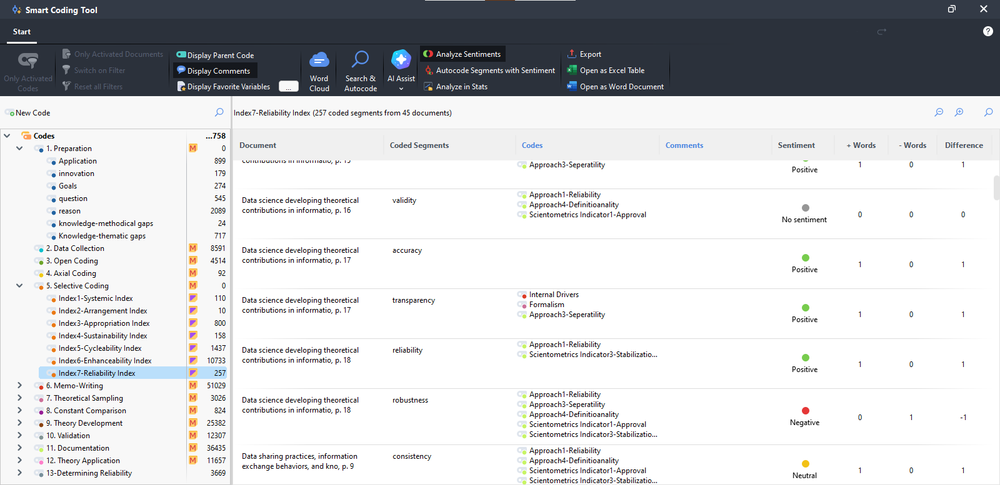 Smart Coding Tool
Start
Only Activated
Codes
Only Activated Documents
Switch on Filter
Reset all Filters
Display Parent Code
Display Comments
Display Favorite Variables
...
Word
Cloud
Search &
Autocode
AI Assist
Analyze Sentiments
Autocode Segments with Sentiment
Analyze in Stats
Export
Open as Excel Table
Open as Word Document
New Code
Index7-Reliability Index (257 coded segments from 45 documents)
Codes ...758
1. Preparation M 0
Application 899
innovation 179
Goals 274
question 545
reason 2089
knowledge-methodical gaps 24
Knowledge-thematic gaps 717
2. Data Collection M 8591
3. Open Coding M 4514
4. Axial Coding M 92
5. Selective Coding M 0
Index1-Systemic Index 110
Index2-Arrangement Index 10
Index3-Appropriation Index 800
Index4-Sustainability Index 158
Index5-Cycleability Index 1437
Index6-Enhanceability Index 10733
Index7-Reliability Index 257
6. Memo-Writing M 51029
7. Theoretical Sampling M 3026
8. Constant Comparison M 824
9. Theory Development M 25382
10. Validation M 12307
11. Documentation M 36435
12. Theory Application M 11657
13-Determining Reliability 3669
Document Coded Segments Codes Comments Sentiment + Words - Words Difference
contributions in informatio, p. 15
Approach3-Seperatility
Positive 1 0 1
Data science developing theoretical
contributions in informatio, p. 16
validity
Approach1-Reliability
Approach4-Definitioanality
Scientometrics Indicator1-Approval
No sentiment 0 0 0
Data science developing theoretical
contributions in informatio, p. 17
accuracy
Positive 1 0 1
Data science developing theoretical
contributions in informatio, p. 17
transparency
Internal Drivers
Formalism
Approach3-Seperatility
Positive 1 0 1
Data science developing theoretical
contributions in informatio, p. 18
reliability
Approach1-Reliability
Scientometrics Indicator3-Stabilizatio...
Positive 1 0 1
Data science developing theoretical
contributions in informatio, p. 18
robustness
Approach1-Reliability
Approach3-Seperatility
Approach4-Definitioanality
Scientometrics Indicator1-Approval
Scientometrics Indicator3-Stabilizatio...
Negative 0 1 -1
Data sharing practices, information
exchange behaviors, and kno, p. 9
consistency
Approach1-Reliability
Approach4-Definitioanality
Scientometrics Indicator1-Approval
Scientometrics Indicator3-Stabilizatio...
Neutral 1 0 1